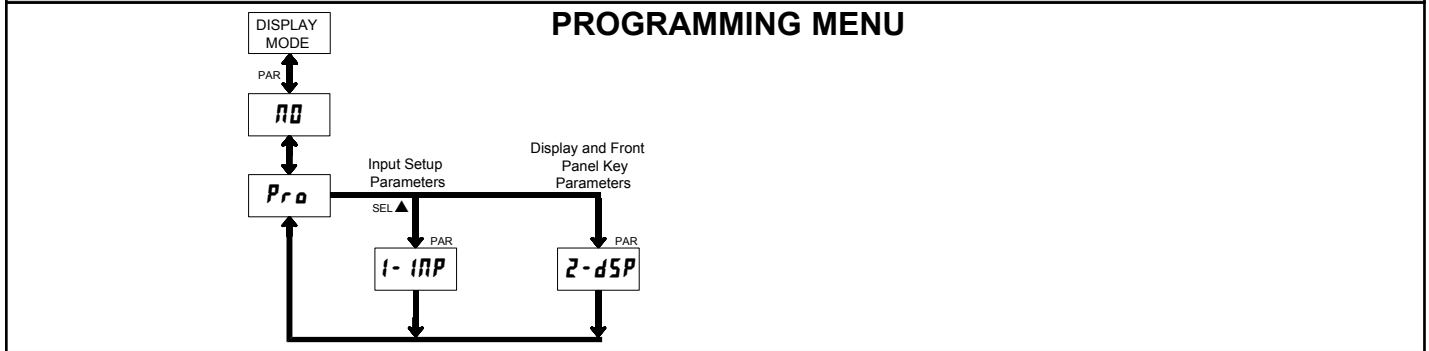 PROGRAMMING MENU
DISPLAY
MODE
PAR
NO
Pro
Input Setup
Parameters
SEL▲
PAR
1-INP
Display and Front
Panel Key
Parameters
PAR
2-dSP